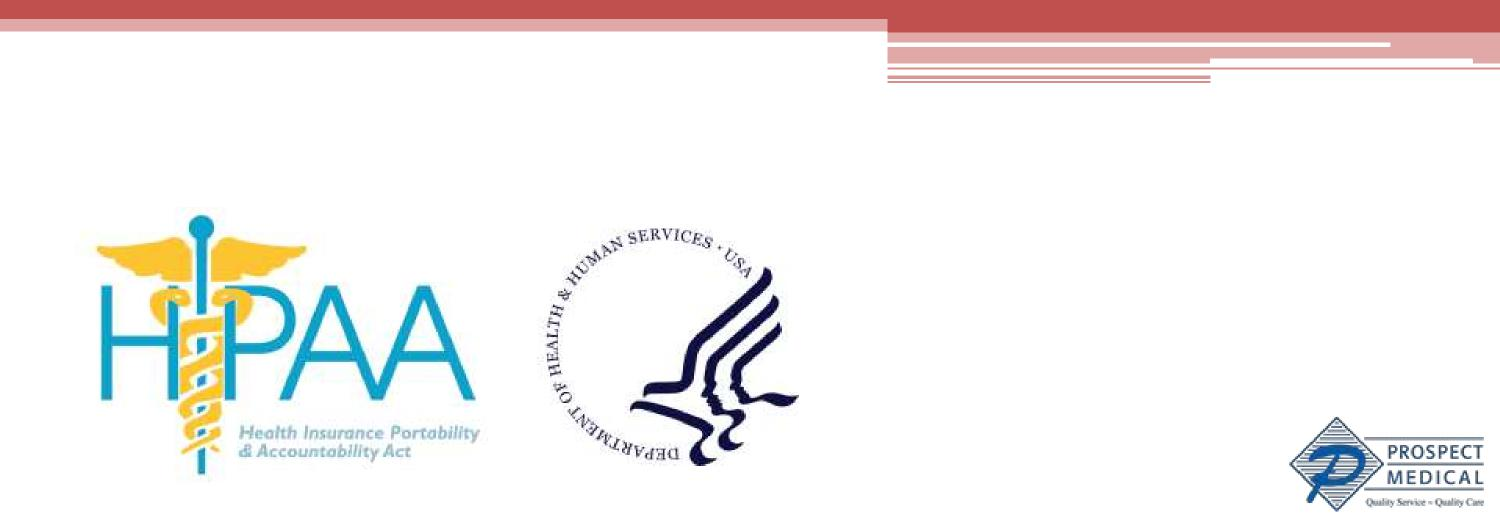 HIPAA
Health Insurance Portability
& Accountability Act
DEPARTMENT OF HEALTH & HUMAN SERVICES · USA
PROSPECT
MEDICAL
Quality Service ~ Quality Care